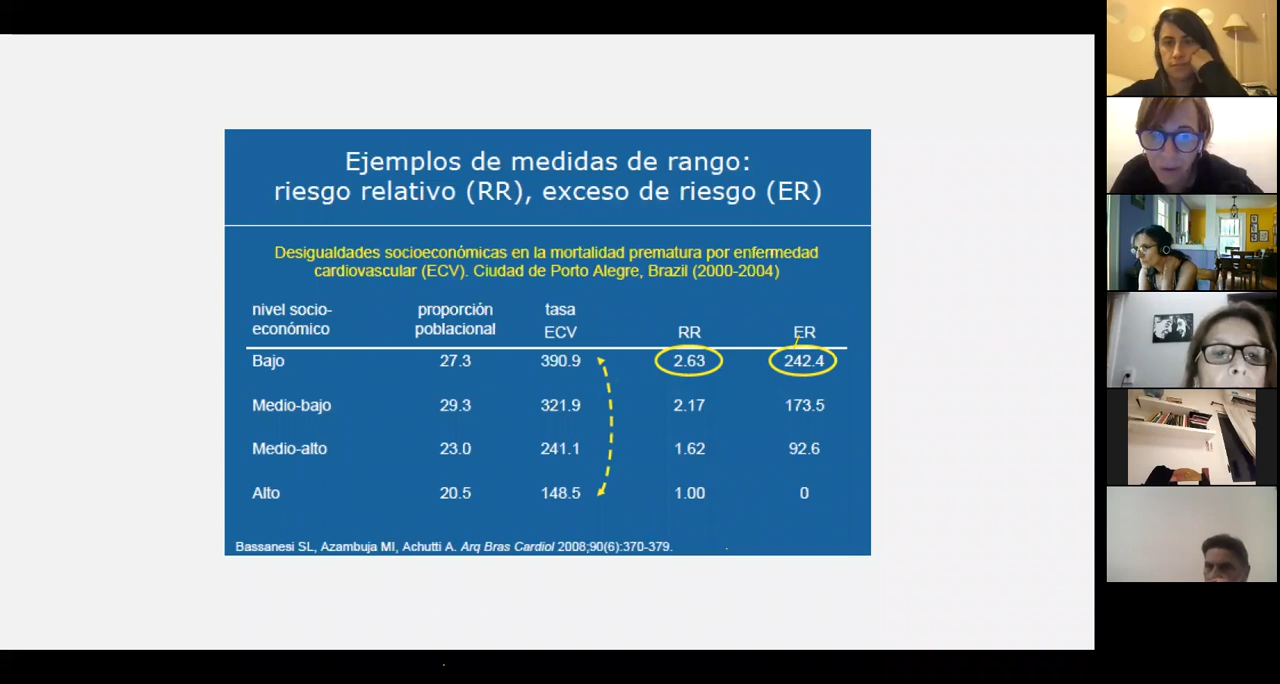 Ejemplos de medidas de rango:
riesgo relativo (RR), exceso de riesgo (ER)
Desigualdades socioeconómicas en la mortalidad prematura por enfermedad
cardiovascular (ECV). Ciudad de Porto Alegre, Brazil (2000-2004)
nivel socio-
económico
proporción
poblacional
tasa
ECV
RR
ER
Bajo 27.3 390.9 2.63 242.4
Medio-bajo 29.3 321.9 2.17 173.5
Medio-alto 23.0 241.1 1.62 92.6
Alto 20.5 148.5 1.00 0
Bassanesi SL, Azambuja MI, Achutti A. Arq Bras Cardiol 2008;90(6):370-379.